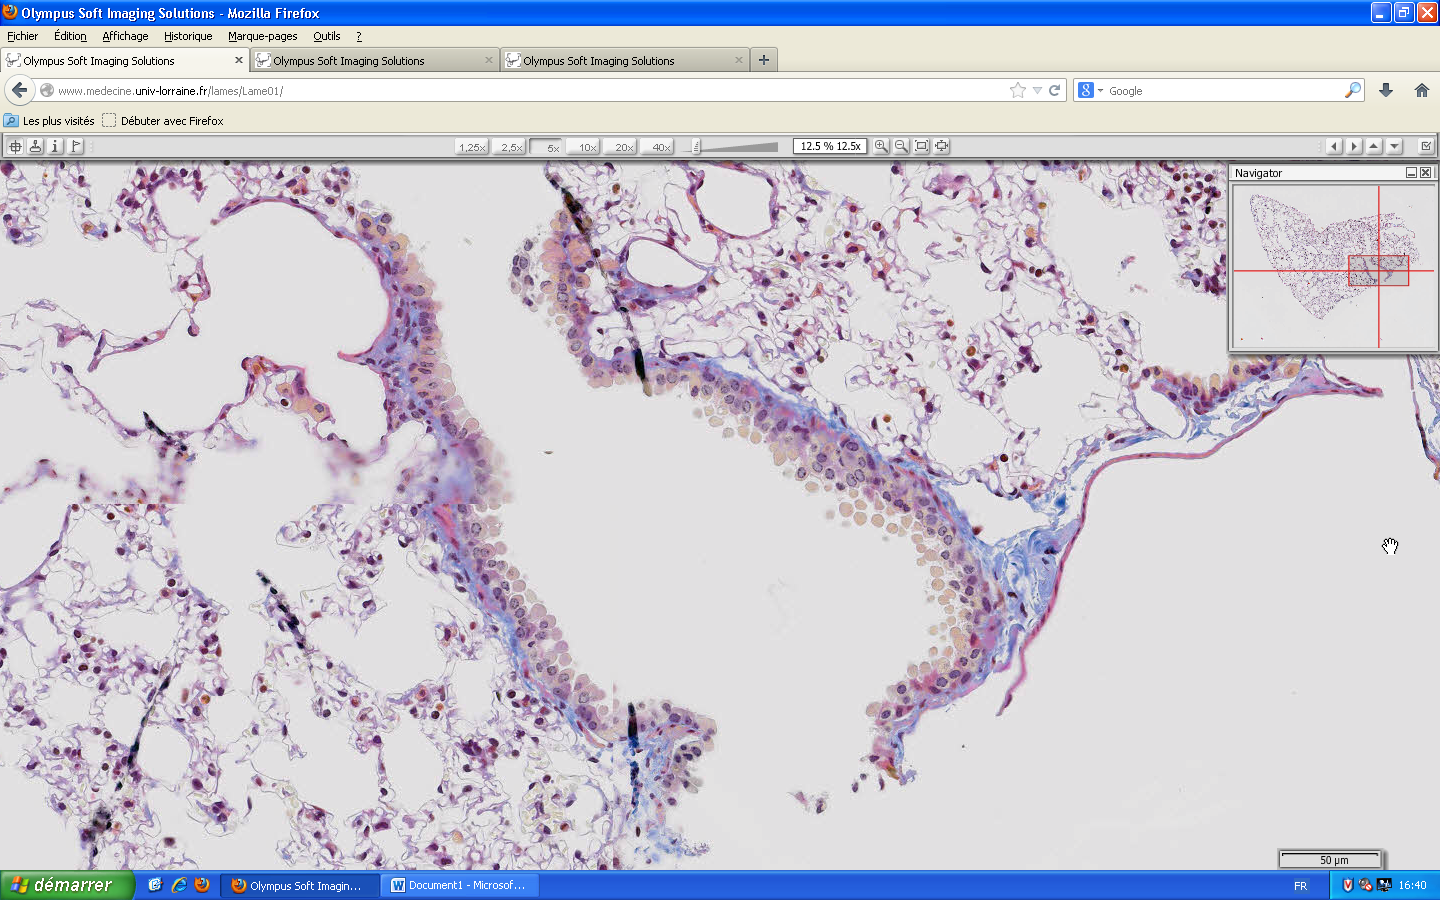 Olympus Soft Imaging Solutions - Mozilla Firefox
Fichier Édition Affichage Historique Marque-pages Outils ?
Olympus Soft Imaging Solutions Olympus Soft Imaging Solutions Olympus Soft Imaging Solutions
www.medecine.univ-lorraine.fr/lames/Lame01/ Google
Les plus visités Débuter avec Firefox
1,25x 2,5x 5x 10x 20x 40x 12.5 % 12.5x
Navigator
50 µm
démarrer Olympus Soft Imagin... Document1 - Microsof... FR 16:40